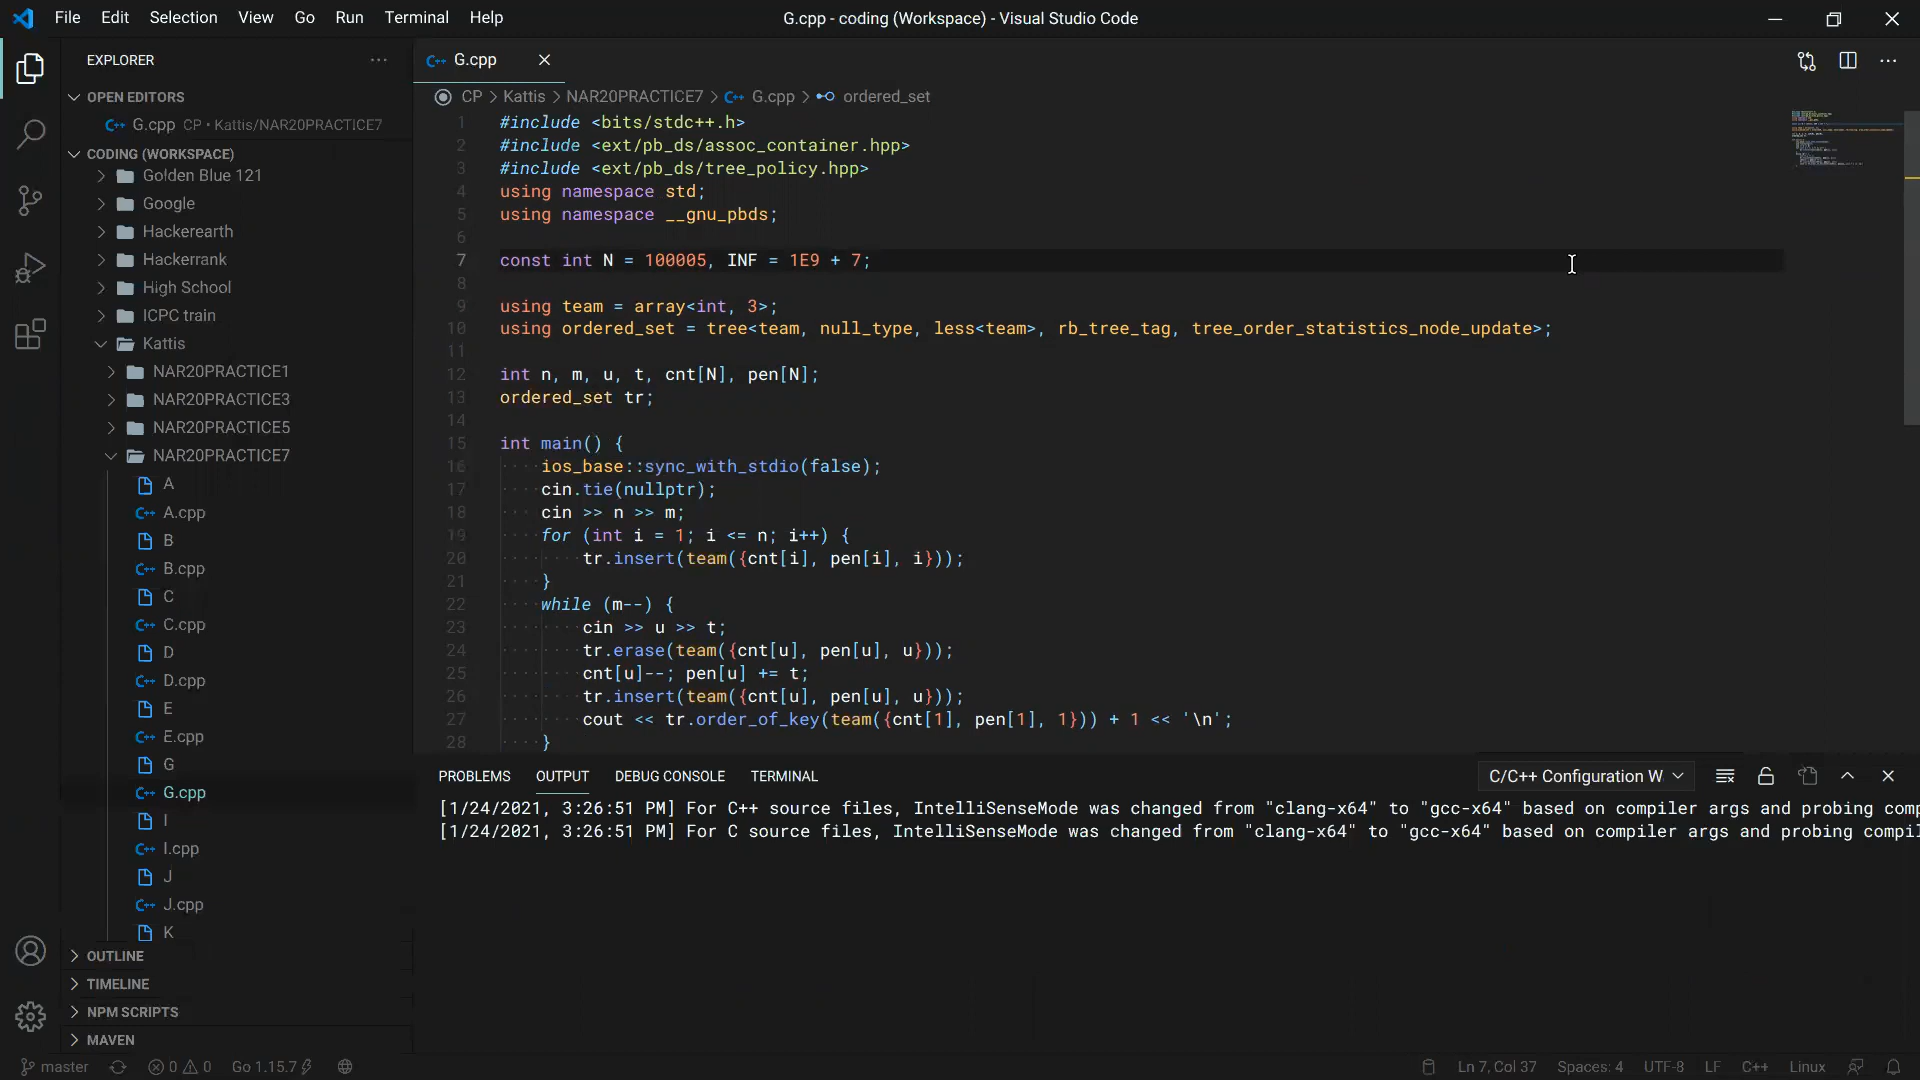 File Edit Selection View Go Run Terminal Help G.cpp - coding (Workspace) - Visual Studio Code
EXPLORER
OPEN EDITORS
G.cpp CP • Kattis/NAR20PRACTICE7
CODING (WORKSPACE)
Golden Blue 121
Google
Hackerearth
Hackerrank
High School
ICPC train
Kattis
NAR20PRACTICE1
NAR20PRACTICE3
NAR20PRACTICE5
NAR20PRACTICE7
A
A.cpp
B
B.cpp
C
C.cpp
D
D.cpp
E
E.cpp
G
G.cpp
I
I.cpp
J
J.cpp
K
OUTLINE
TIMELINE
NPM SCRIPTS
MAVEN
G.cpp
CP > Kattis > NAR20PRACTICE7 > G.cpp > ordered_set
1 #include <bits/stdc++.h>
2 #include <ext/pb_ds/assoc_container.hpp>
3 #include <ext/pb_ds/tree_policy.hpp>
4 using namespace std;
5 using namespace __gnu_pbds;
6
7 const int N = 100005, INF = 1E9 + 7;
8
9 using team = array<int, 3>;
10 using ordered_set = tree<team, null_type, less<team>, rb_tree_tag, tree_order_statistics_node_update>;
11
12 int n, m, u, t, cnt[N], pen[N];
13 ordered_set tr;
14
15 int main() {
16 ios_base::sync_with_stdio(false);
17 cin.tie(nullptr);
18 cin >> n >> m;
19 for (int i = 1; i <= n; i++) {
20 tr.insert(team({cnt[i], pen[i], i}));
21 }
22 while (m--) {
23 cin >> u >> t;
24 tr.erase(team({cnt[u], pen[u], u}));
25 cnt[u]--; pen[u] += t;
26 tr.insert(team({cnt[u], pen[u], u}));
27 cout << tr.order_of_key(team({cnt[1], pen[1], 1})) + 1 << '\n';
28 }
PROBLEMS OUTPUT DEBUG CONSOLE TERMINAL C/C++ Configuration W
[1/24/2021, 3:26:51 PM] For C++ source files, IntelliSenseMode was changed from "clang-x64" to "gcc-x64" based on compiler args and probing comp
[1/24/2021, 3:26:51 PM] For C source files, IntelliSenseMode was changed from "clang-x64" to "gcc-x64" based on compiler args and probing compil
master 0 0 Go 1.15.7 Ln 7, Col 37 Spaces: 4 UTF-8 LF C++ Linux